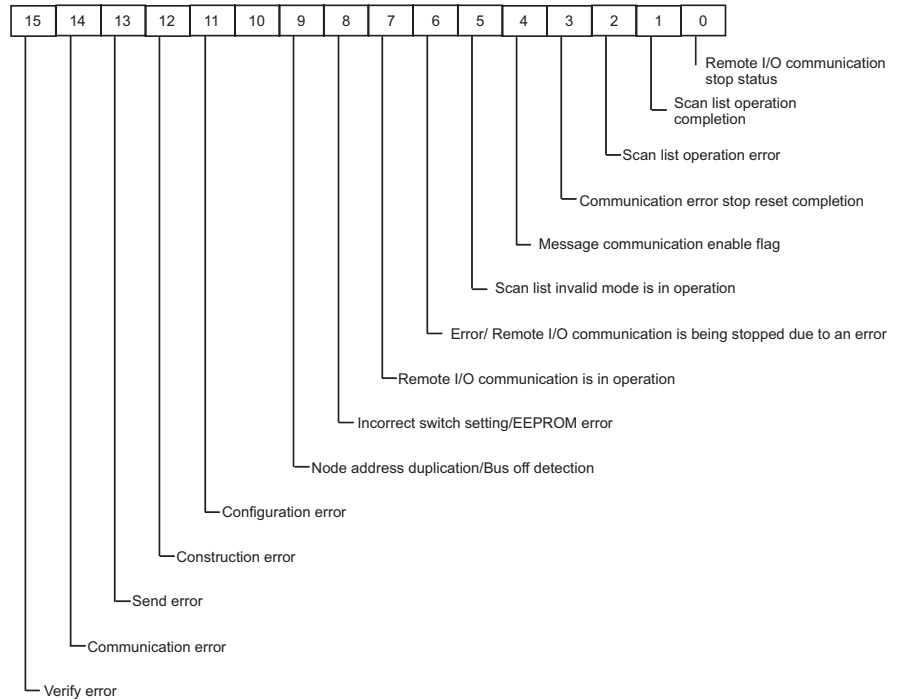 15 14 13 12 11 10 9 8 7 6 5 4 3 2 1 0
Remote I/O communication
stop status
Scan list operation
completion
Scan list operation error
Communication error stop reset completion
Message communication enable flag
Scan list invalid mode is in operation
Error/ Remote I/O communication is being stopped due to an error
Remote I/O communication is in operation
Incorrect switch setting/EEPROM error
Node address duplication/Bus off detection
Configuration error
Construction error
Send error
Communication error
Verify error